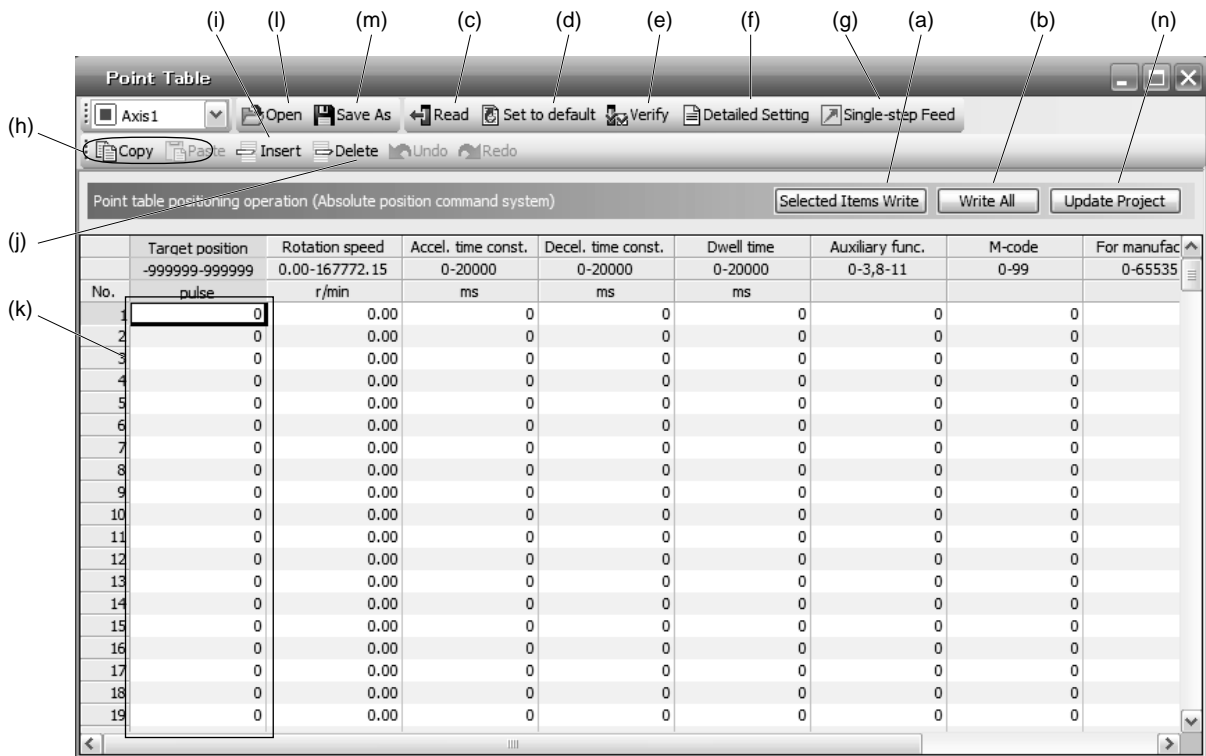 (i) (l) (m) (c) (d) (e) (f) (g) (a) (b) (n)
Point Table
Axis1 Open Save As Read Set to default Verify Detailed Setting Single-step Feed
(h)
Copy Paste Insert Delete Undo Redo
Point table positioning operation (Absolute position command system) Selected Items Write Write All Update Project
(j)
Target position Rotation speed Accel. time const. Decel. time const. Dwell time Auxiliary func. M-code For manufac
-999999-999999 0.00-167772.15 0-20000 0-20000 0-20000 0-3,8-11 0-99 0-65535
No. pulse r/min ms ms ms
(k)
1 0 0.00 0 0 0 0 0
2 0 0.00 0 0 0 0 0
3 0 0.00 0 0 0 0 0
4 0 0.00 0 0 0 0 0
5 0 0.00 0 0 0 0 0
6 0 0.00 0 0 0 0 0
7 0 0.00 0 0 0 0 0
8 0 0.00 0 0 0 0 0
9 0 0.00 0 0 0 0 0
10 0 0.00 0 0 0 0 0
11 0 0.00 0 0 0 0 0
12 0 0.00 0 0 0 0 0
13 0 0.00 0 0 0 0 0
14 0 0.00 0 0 0 0 0
15 0 0.00 0 0 0 0 0
16 0 0.00 0 0 0 0 0
17 0 0.00 0 0 0 0 0
18 0 0.00 0 0 0 0 0
19 0 0.00 0 0 0 0 0